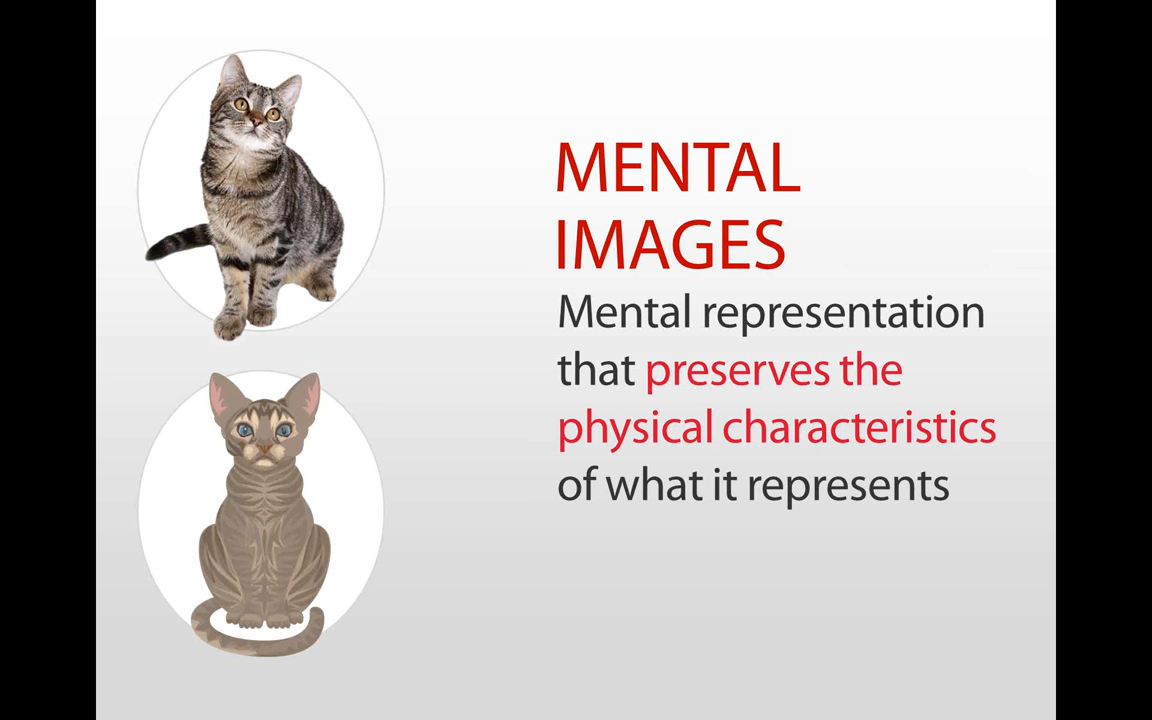 MENTAL
IMAGES
Mental representation
that preserves the
physical characteristics
of what it represents